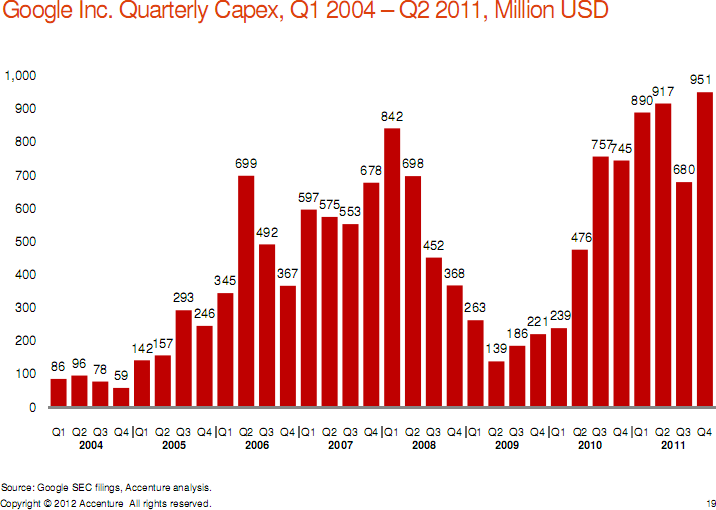 Google Inc. Quarterly Capex, Q1 2004 – Q2 2011, Million USD
1,000
900
800
700
600
500
400
300
200
100
0
86 96 78 59 142 157 293 246 345 699 492 367 597 575 553 678 842 698 452 368 263 139 186 221 239 476 757 745 890 917 680 951
Q1 Q2 Q3 Q4 | Q1 Q2 Q3 Q4 | Q1 Q2 Q3 Q4 | Q1 Q2 Q3 Q4 | Q1 Q2 Q3 Q4 | Q1 Q2 Q3 Q4 | Q1 Q2 Q3 Q4 | Q1 Q2 Q3 Q4
2004 2005 2006 2007 2008 2009 2010 2011
Source: Google SEC filings, Accenture analysis.
Copyright © 2012 Accenture All rights reserved. 19